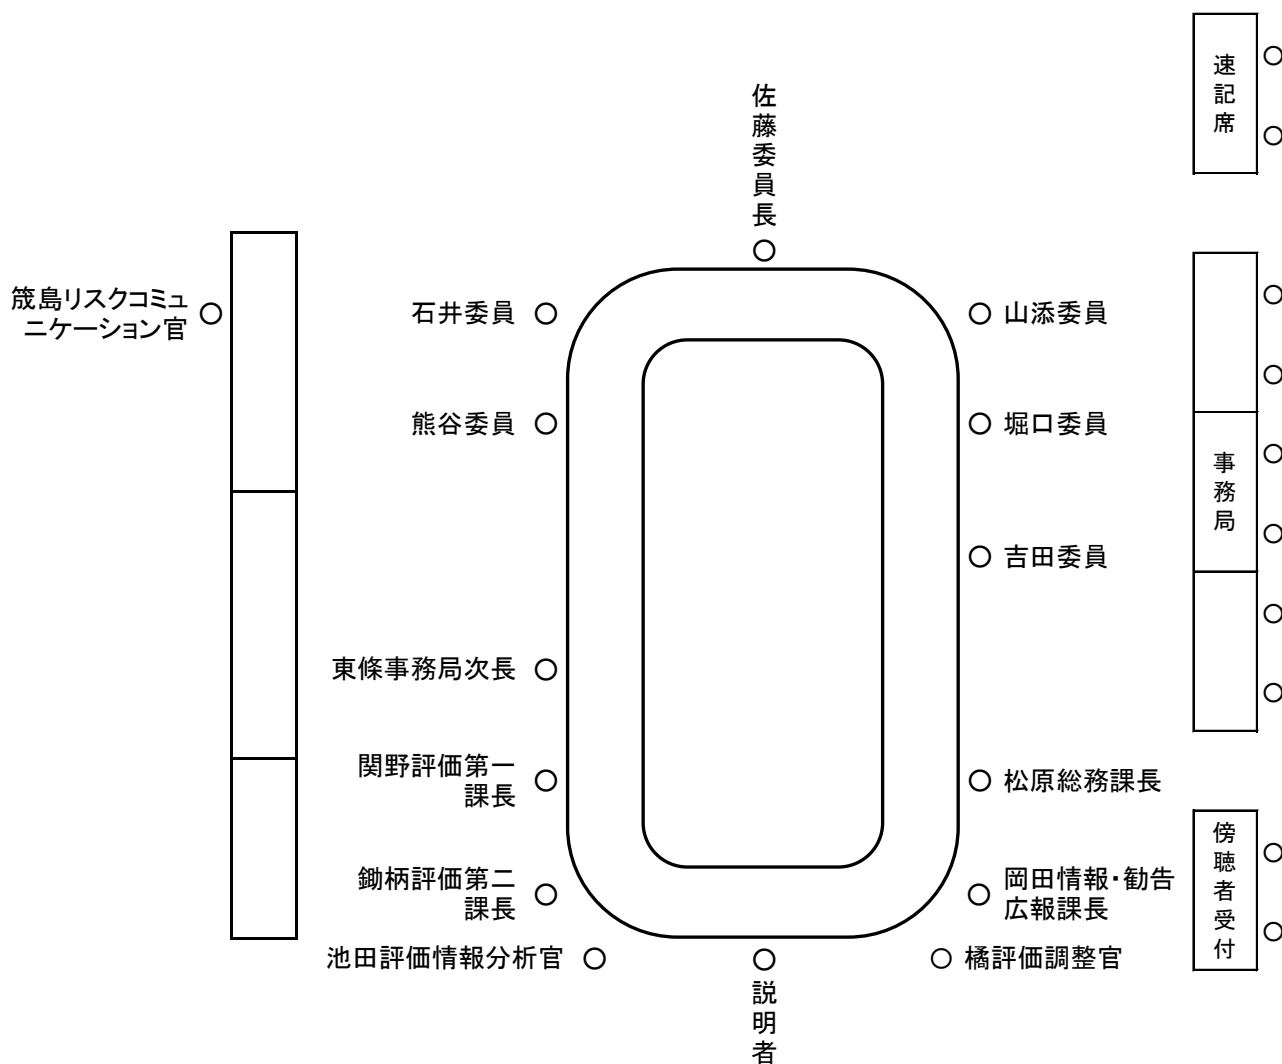 速記席
佐藤委員長
筬島リスクコミュ
ニケーション官
石井委員
山添委員
熊谷委員
堀口委員
事務局
吉田委員
東條事務局次長
関野評価第一
課長
松原総務課長
鋤柄評価第二
課長
岡田情報・勧告
広報課長
傍聴者受付
池田評価情報分析官
橘評価調整官
説明者